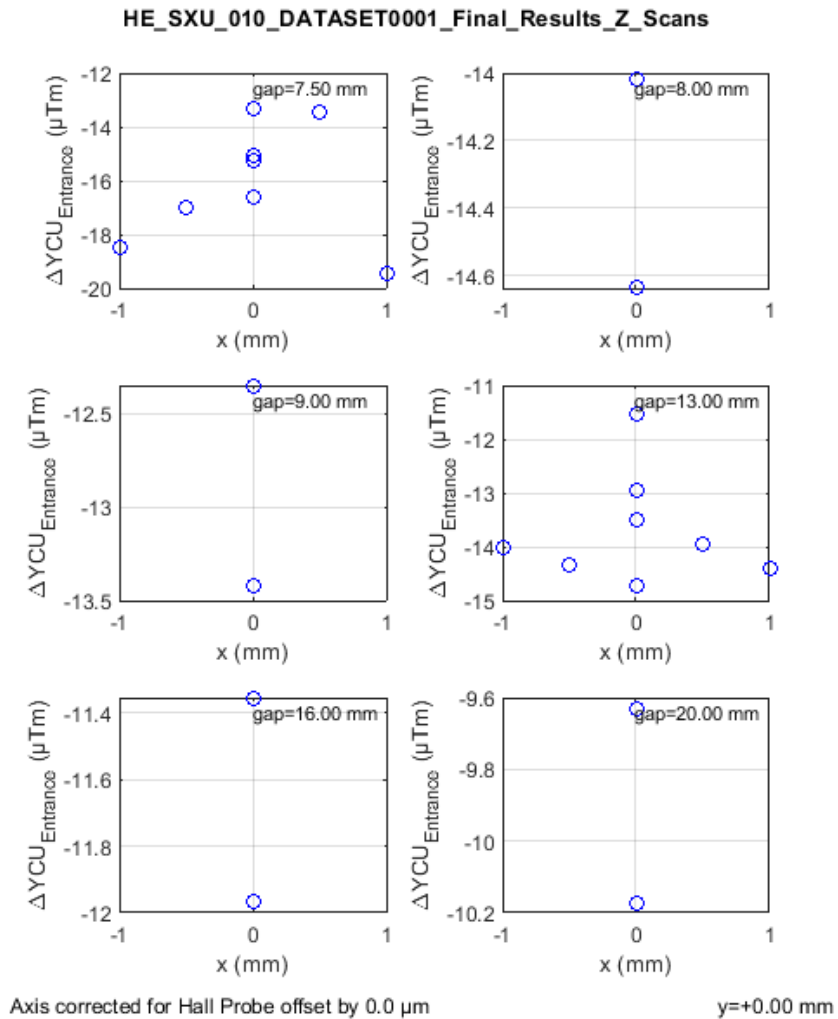 HE_SXU_010_DATASET0001_Final_Results_Z_Scans
gap=7.50 mm
-12
-14
-16
-18
-20
-1
0
1
x (mm)
ΔYCU_Entrance (µTm)
gap=8.00 mm
-14
-14.2
-14.4
-14.6
-1
0
1
x (mm)
ΔYCU_Entrance (µTm)
gap=9.00 mm
-12.5
-13
-13.5
-1
0
1
x (mm)
ΔYCU_Entrance (µTm)
gap=13.00 mm
-11
-12
-13
-14
-15
-1
0
1
x (mm)
ΔYCU_Entrance (µTm)
gap=16.00 mm
-11.4
-11.6
-11.8
-12
-1
0
1
x (mm)
ΔYCU_Entrance (µTm)
gap=20.00 mm
-9.6
-9.8
-10
-10.2
-1
0
1
x (mm)
ΔYCU_Entrance (µTm)
Axis corrected for Hall Probe offset by 0.0 µm
y=+0.00 mm